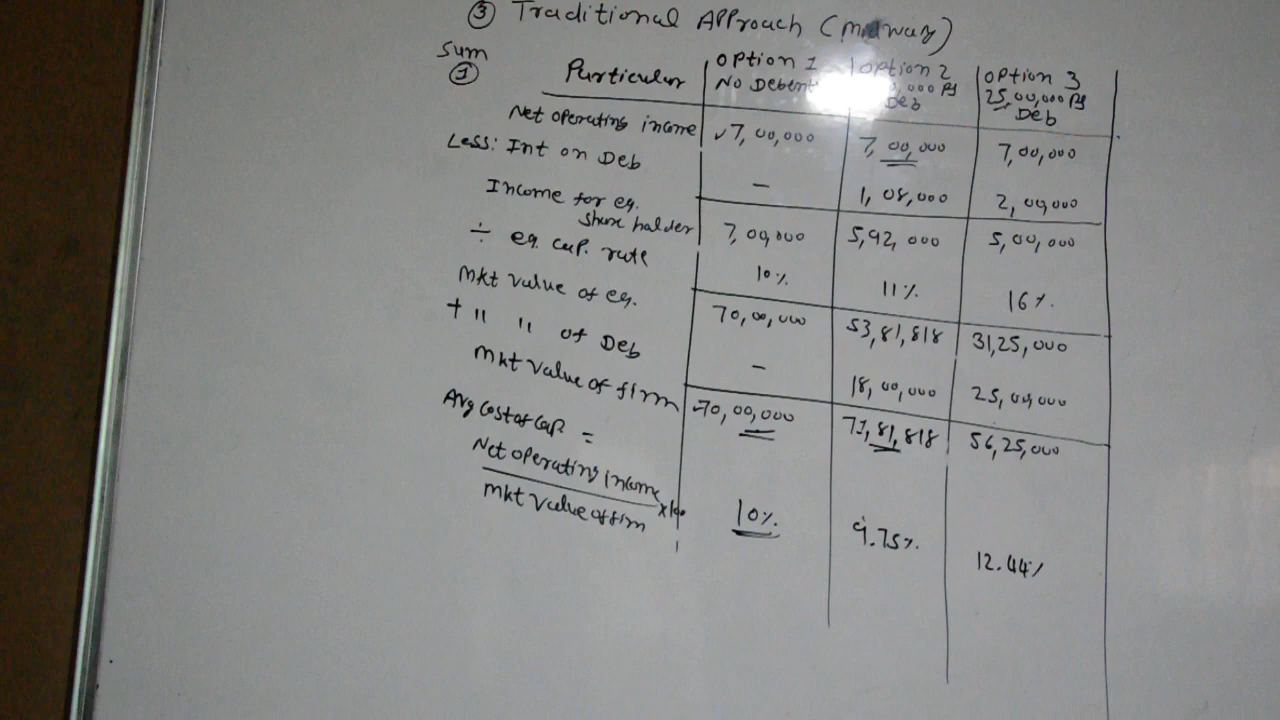 ③ Traditional Approach (Midway)
Sum
①
Particular | Option 1 No Debent | Option 2 ,000 Rs Deb | Option 3 25,00,000 Rs Deb
Net operating income | ✓7,00,000 | 7,00,000 | 7,00,000
Less: Int on Deb | — | 1,08,000 | 2,00,000
Income for eq. share halder | 7,00,000 | 5,92,000 | 5,00,000
÷ eq. cap. rate | 10% | 11% | 16%
Mkt value of eq. | 70,00,000 | 53,81,818 | 31,25,000
+ " " of Deb | — | 18,00,000 | 25,00,000
Mkt value of firm | 70,00,000 | 71,81,818 | 56,25,000
Avg Cost of Cap. =
Net operating income
Mkt value of firm ×100 | 10% | 9.75% | 12.44%